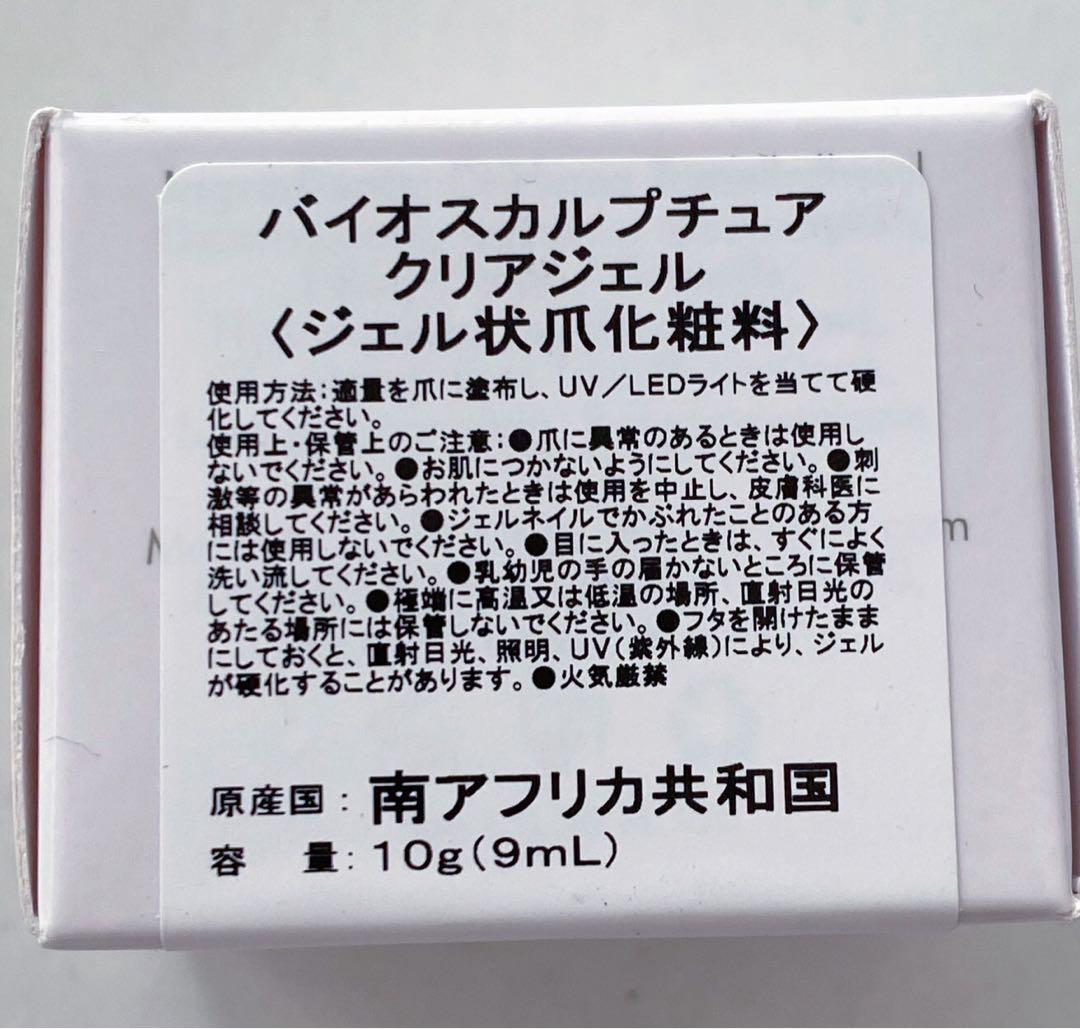 バイオスカルプチュア
クリアジェル
〈ジェル状爪化粧料〉
使用方法:適量を爪に塗布し、UV/LEDライトを当てて硬
化してください。
使用上・保管上のご注意:●爪に異常のあるときは使用し
ないでください。●お肌につかないようにしてください。●刺
激等の異常があらわれたときは使用を中止し、皮膚科医に
相談してください。●ジェルネイルでかぶれたことのある方
には使用しないでください。●目に入ったときは、すぐによく
洗い流してください。●乳幼児の手の届かないところに保管
してください。●極端に高温又は低温の場所、直射日光の
あたる場所には保管しないでください。●フタを開けたまま
にしておくと、直射日光、照明、UV(紫外線)により、ジェル
が硬化することがあります。●火気厳禁
原産国:南アフリカ共和国
容　量:10g(9mL)